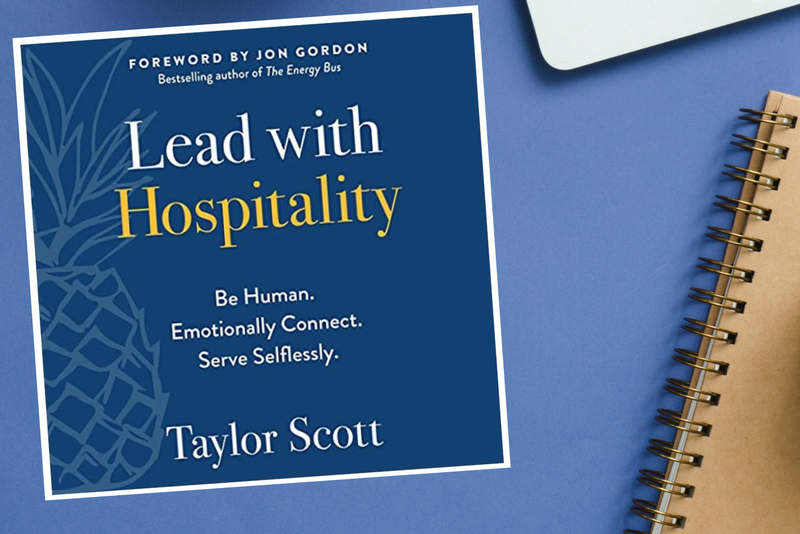 FOREWORD BY JON GORDON
Bestselling author of The Energy Bus
Lead with
Hospitality
Be Human.
Emotionally Connect.
Serve Selflessly.
Taylor Scott